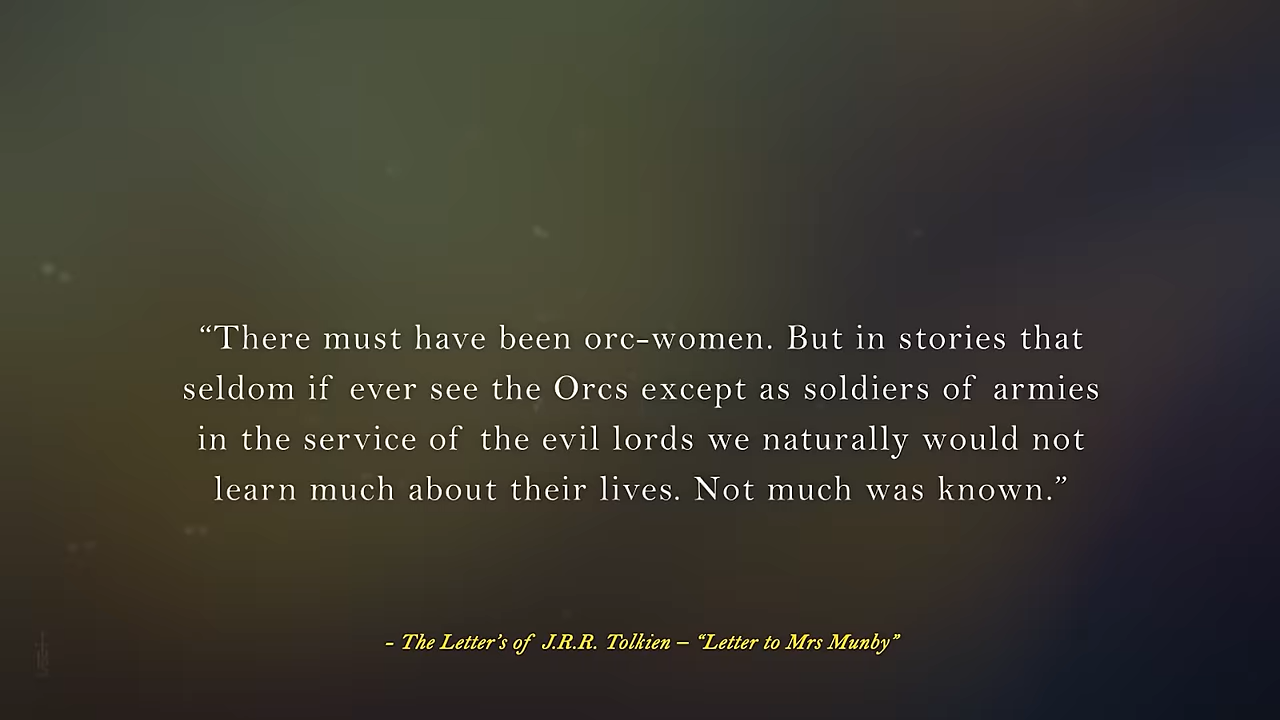 “There must have been orc-women. But in stories that
seldom if ever see the Orcs except as soldiers of armies
in the service of the evil lords we naturally would not
learn much about their lives. Not much was known.”
- The Letter’s of J.R.R. Tolkien – “Letter to Mrs Munby”